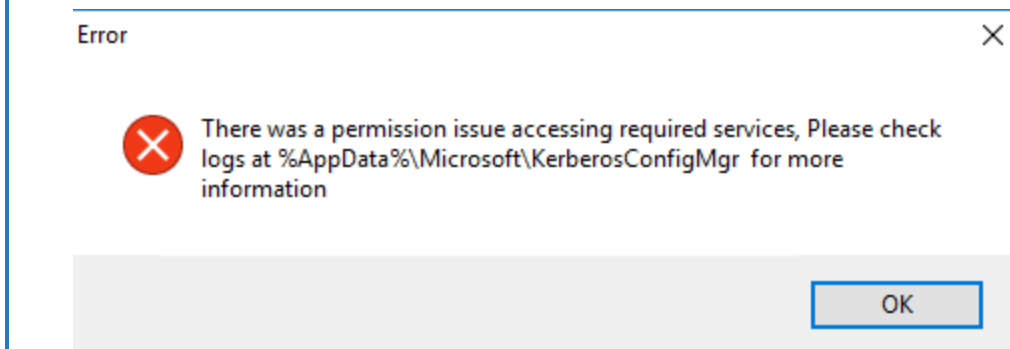 Error
There was a permission issue accessing required services, Please check
logs at %AppData%\Microsoft\KerberosConfigMgr  for more
information
OK